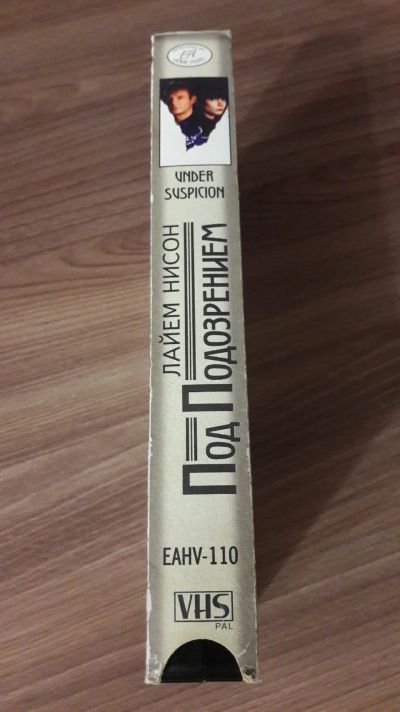 UNDER
SUSPICION
ЛАЙЕМ НИСОН
ПОД ПОДОЗРЕНИЕМ
EAHV-110
VHS
PAL